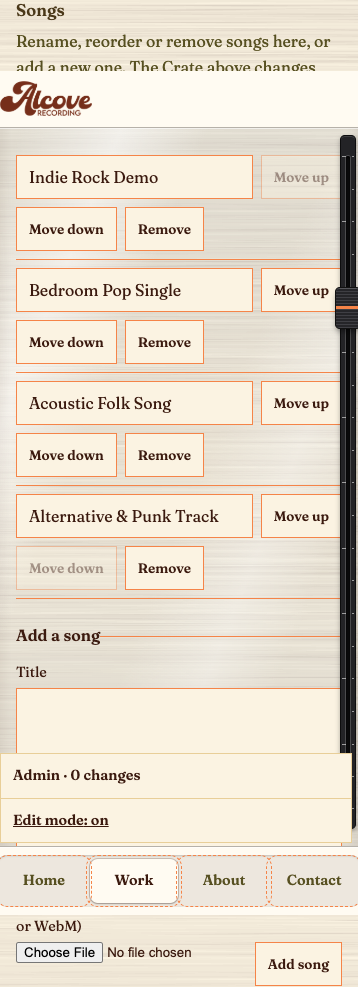 Songs
Rename, reorder or remove songs here, or
add a new one. The Crate above changes
Alcove
RECORDING
Indie Rock Demo
Move up
Move down
Remove
Bedroom Pop Single
Move up
Move down
Remove
Acoustic Folk Song
Move up
Move down
Remove
Alternative & Punk Track
Move up
Move down
Remove
Add a song
Title
Admin · 0 changes
Edit mode: on
Home
Work
About
Contact
or WebM)
Choose File No file chosen
Add song